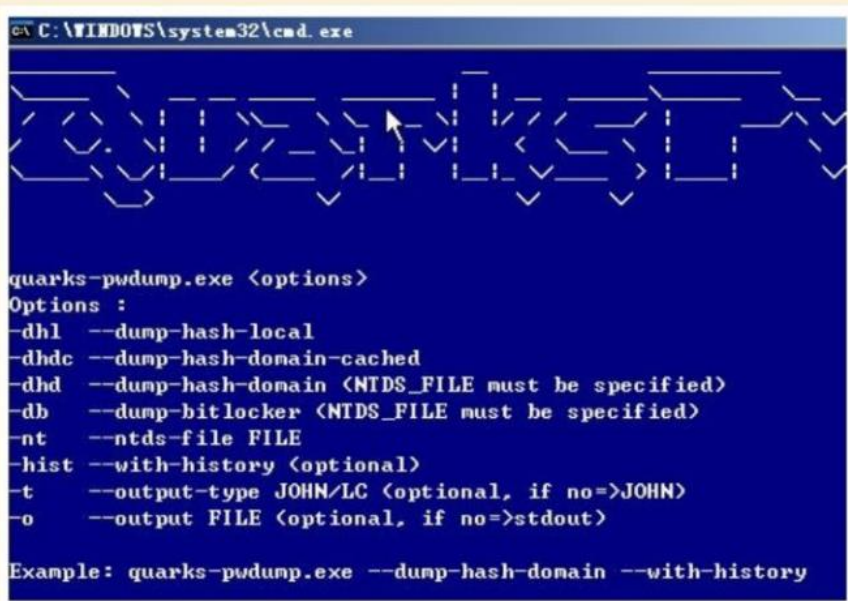 C:\WINDOWS\system32\cmd.exe
QuarksP
quarks-pwdump.exe <options>
Options :
-dhl --dump-hash-local
-dhdc --dump-hash-domain-cached
-dhd --dump-hash-domain (NTDS_FILE must be specified)
-db --dump-bitlocker (NTDS_FILE must be specified)
-nt --ntds-file FILE
-hist --with-history (optional)
-t --output-type JOHN/LC (optional, if no=>JOHN)
-o --output FILE (optional, if no=>stdout)
Example: quarks-pwdump.exe --dump-hash-domain --with-history